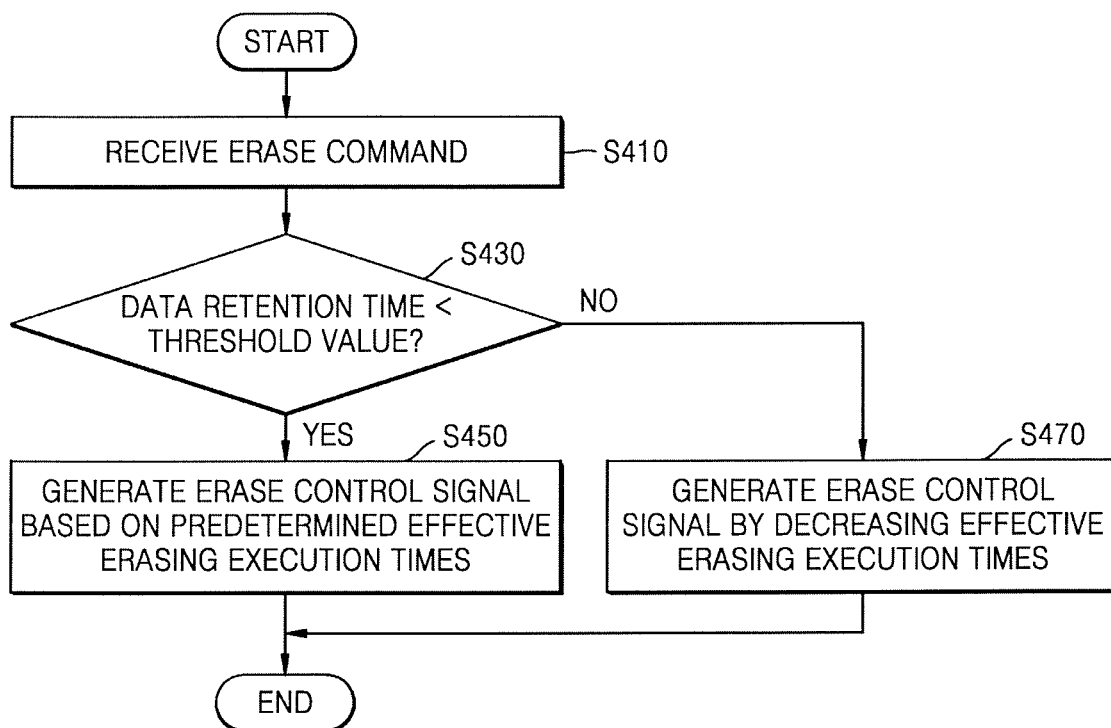 START
RECEIVE ERASE COMMAND
S410
S430
DATA RETENTION TIME <
THRESHOLD VALUE?
NO
YES
S450
GENERATE ERASE CONTROL SIGNAL
BASED ON PREDETERMINED EFFECTIVE
ERASING EXECUTION TIMES
S470
GENERATE ERASE CONTROL
SIGNAL BY DECREASING EFFECTIVE
ERASING EXECUTION TIMES
END